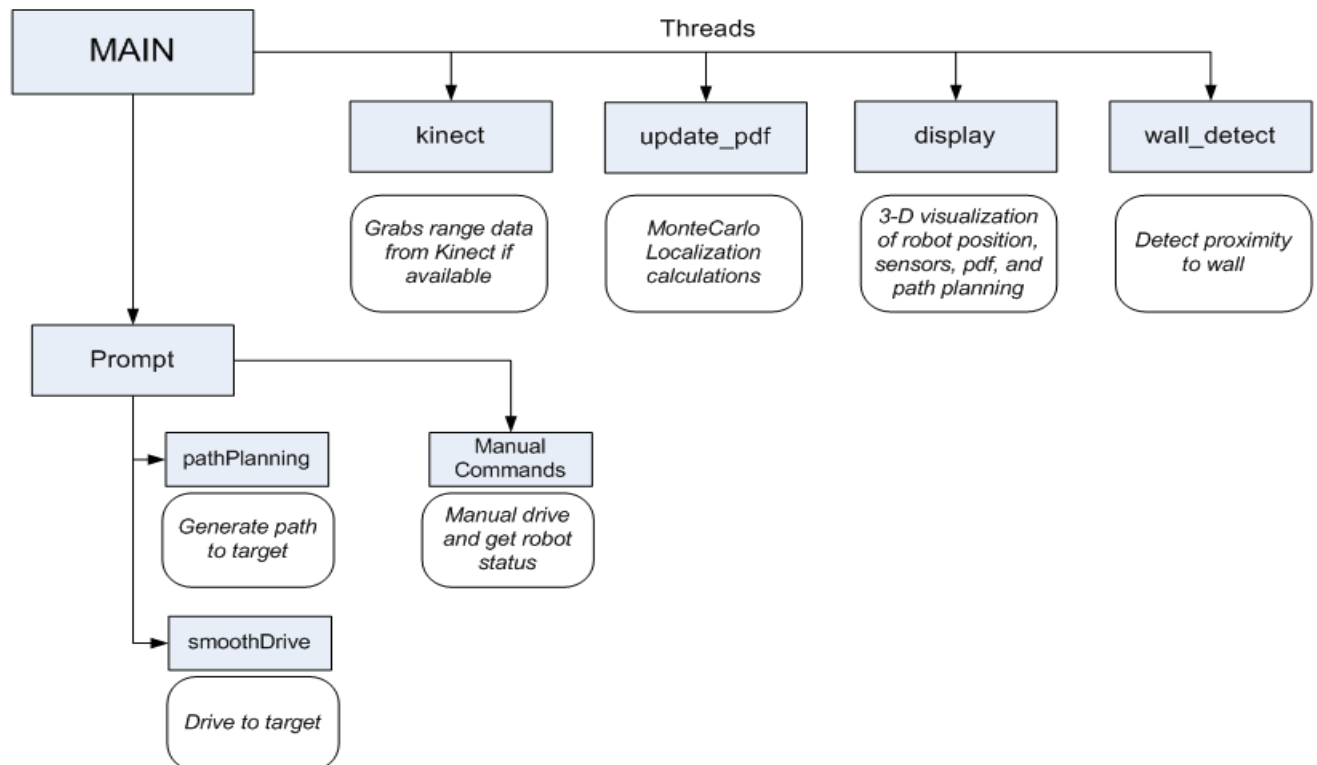 Threads
MAIN
kinect
update_pdf
display
wall_detect
Grabs range data
from Kinect if
available
MonteCarlo
Localization
calculations
3-D visualization
of robot position,
sensors, pdf, and
path planning
Detect proximity
to wall
Prompt
pathPlanning
Generate path
to target
Manual
Commands
Manual drive
and get robot
status
smoothDrive
Drive to target